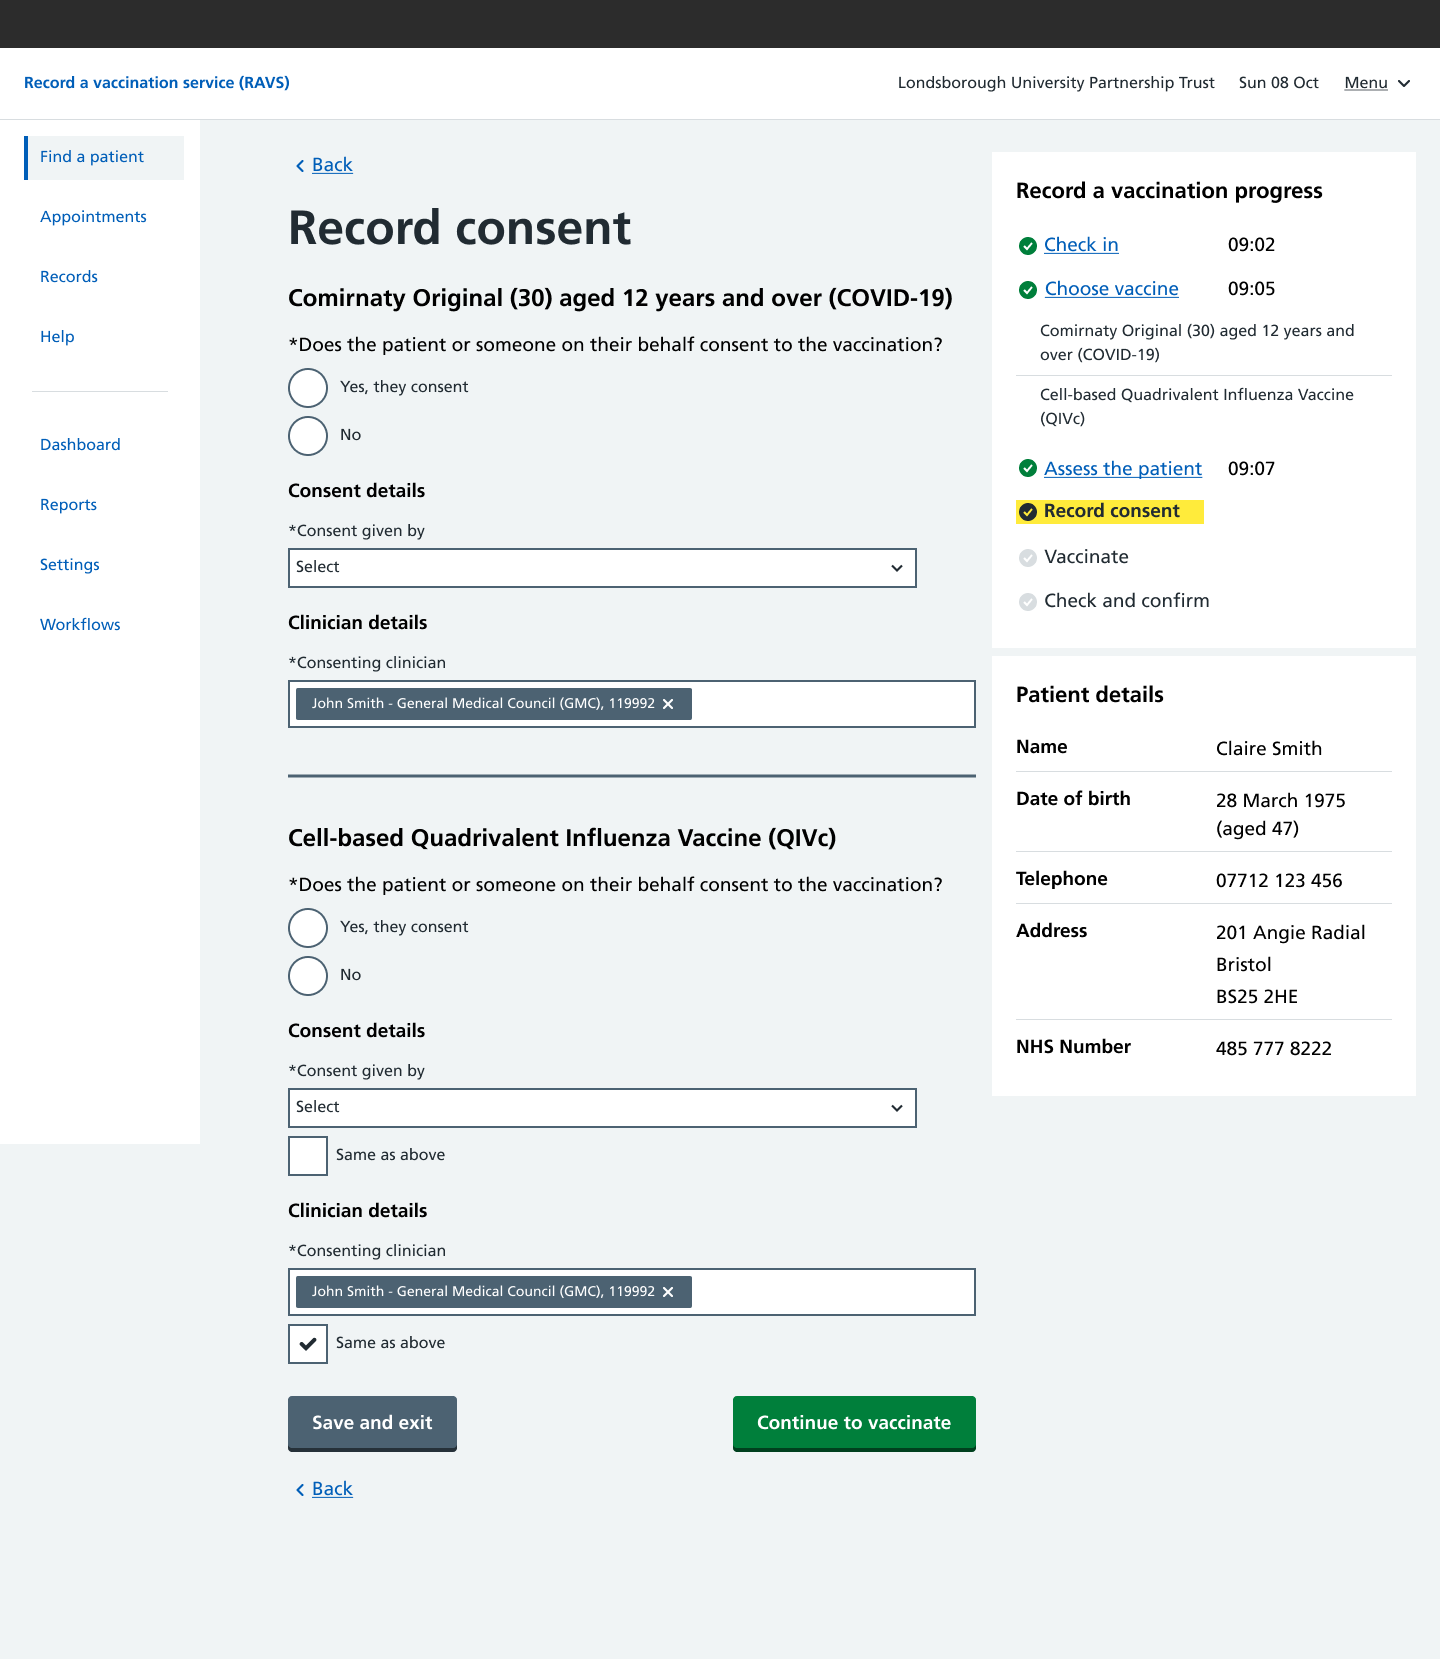 Record a vaccination service (RAVS)
Londsborough University Partnership Trust
Sun 08 Oct
Menu
Find a patient
Appointments
Records
Help
Dashboard
Reports
Settings
Workflows
Back
Record consent
Comirnaty Original (30) aged 12 years and over (COVID-19)
*Does the patient or someone on their behalf consent to the vaccination?
Yes, they consent
No
Consent details
*Consent given by
Select
Clinician details
*Consenting clinician
John Smith - General Medical Council (GMC), 119992
Cell-based Quadrivalent Influenza Vaccine (QIVc)
*Does the patient or someone on their behalf consent to the vaccination?
Yes, they consent
No
Consent details
*Consent given by
Select
Same as above
Clinician details
*Consenting clinician
John Smith - General Medical Council (GMC), 119992
Same as above
Save and exit
Continue to vaccinate
Back
Record a vaccination progress
Check in 09:02
Choose vaccine 09:05
Comirnaty Original (30) aged 12 years and
over (COVID-19)
Cell-based Quadrivalent Influenza Vaccine
(QIVc)
Assess the patient 09:07
Record consent
Vaccinate
Check and confirm
Patient details
Name Claire Smith
Date of birth 28 March 1975
(aged 47)
Telephone 07712 123 456
Address 201 Angie Radial
Bristol
BS25 2HE
NHS Number 485 777 8222